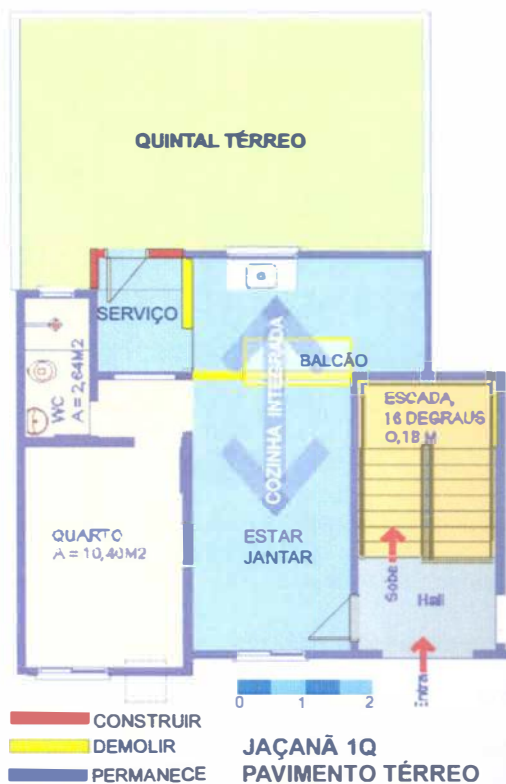 QUINTAL TÉRREO
SERVIÇO
BALCÃO
COZINHA INTEGRADA
WC
A = 2,64M2
ESCADA,
16 DEGRAUS
0,18 M
QUARTO
A = 10,40M2
ESTAR
JANTAR
Sobe
Hall
Entra
0 1 2
CONSTRUIR
DEMOLIR
PERMANECE
JAÇANÃ 1Q
PAVIMENTO TÉRREO